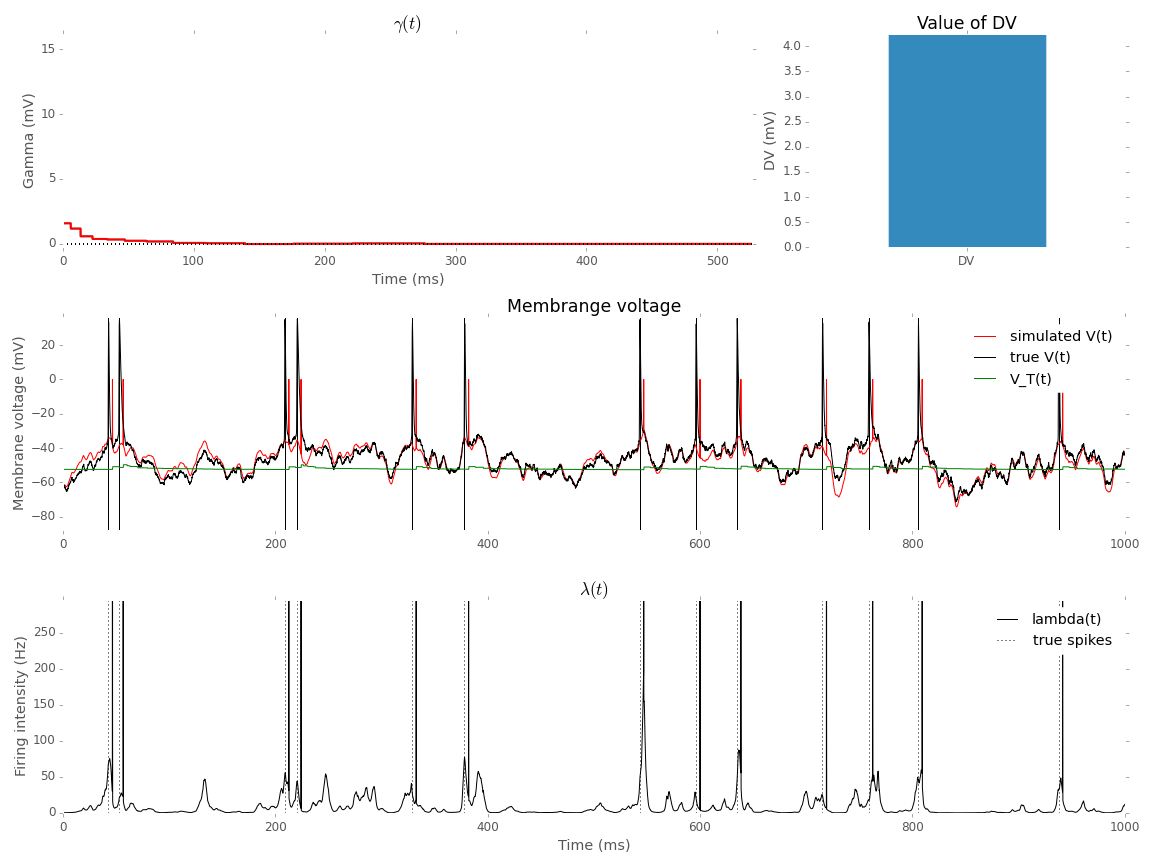 γ(t)
Value of DV
Gamma (mV)
15
10
5
0
0 100 200 300 400 500
Time (ms)
DV (mV)
4.0
3.5
3.0
2.5
2.0
1.5
1.0
0.5
0.0
DV
Membrange voltage
Membrane voltage (mV)
20
0
−20
−40
−60
−80
simulated V(t)
true V(t)
V_T(t)
0 200 400 600 800 1000
λ(t)
Firing intensity (Hz)
250
200
150
100
50
0
lambda(t)
true spikes
0 200 400 600 800 1000
Time (ms)